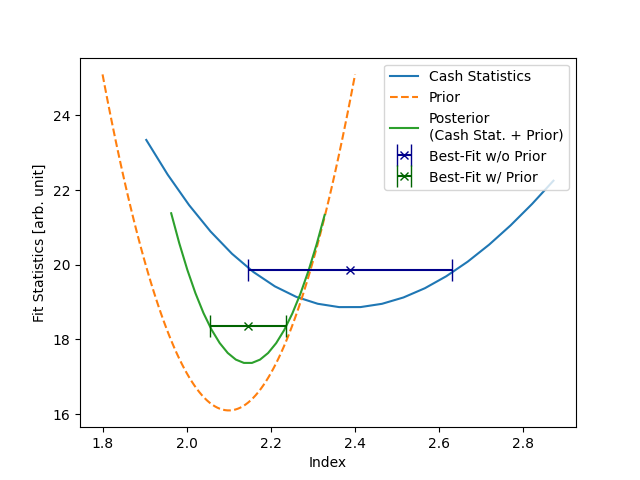 Fit Statistics [arb. unit]
24
22
20
18
16
1.8 2.0 2.2 2.4 2.6 2.8
Index
Cash Statistics
Prior
Posterior
(Cash Stat. + Prior)
Best-Fit w/o Prior
Best-Fit w/ Prior